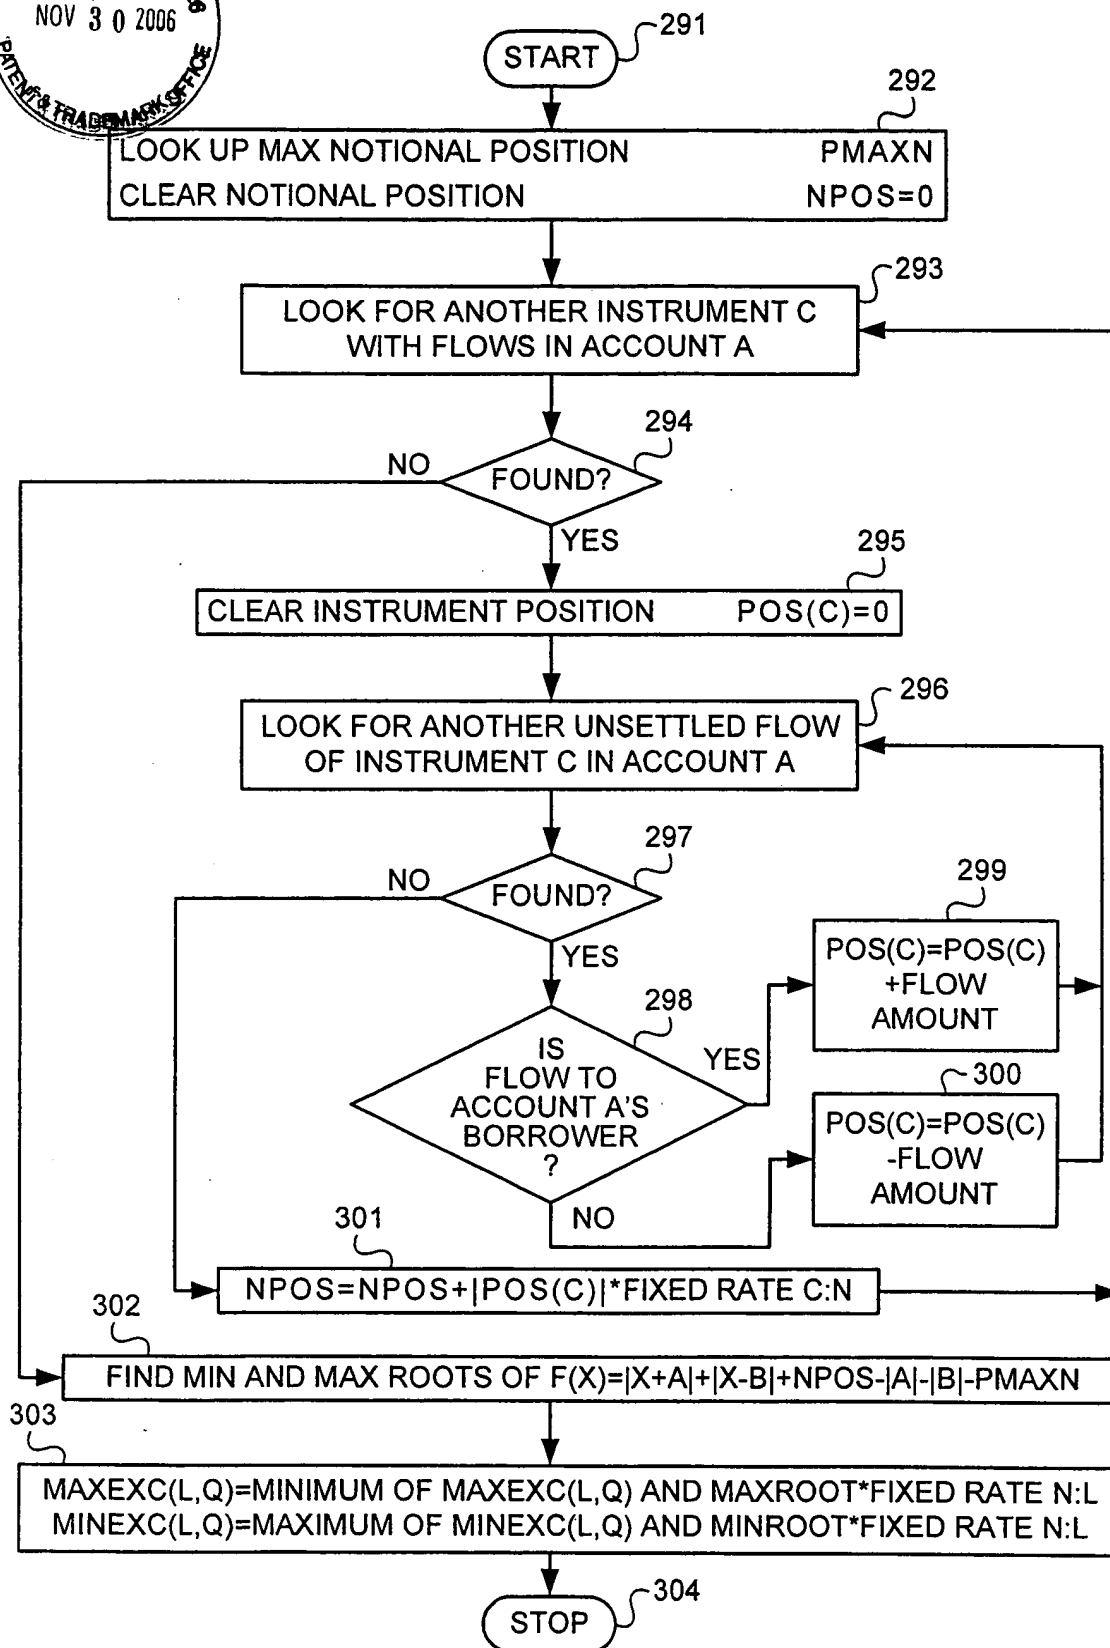 NOV 3 0 2006
PATENT & TRADEMARK OFFICE
START
291
292
LOOK UP MAX NOTIONAL POSITION PMAXN
CLEAR NOTIONAL POSITION NPOS=0
293
LOOK FOR ANOTHER INSTRUMENT C
WITH FLOWS IN ACCOUNT A
294
NO
FOUND?
YES
295
CLEAR INSTRUMENT POSITION POS(C)=0
296
LOOK FOR ANOTHER UNSETTLED FLOW
OF INSTRUMENT C IN ACCOUNT A
297
NO
FOUND?
YES
299
POS(C)=POS(C)
+FLOW
AMOUNT
298
YES
IS
FLOW TO
ACCOUNT A'S
BORROWER
?
NO
300
POS(C)=POS(C)
-FLOW
AMOUNT
301
NPOS=NPOS+|POS(C)|*FIXED RATE C:N
302
FIND MIN AND MAX ROOTS OF F(X)=|X+A|+|X-B|+NPOS-|A|-|B|-PMAXN
303
MAXEXC(L,Q)=MINIMUM OF MAXEXC(L,Q) AND MAXROOT*FIXED RATE N:L
MINEXC(L,Q)=MAXIMUM OF MINEXC(L,Q) AND MINROOT*FIXED RATE N:L
STOP
304